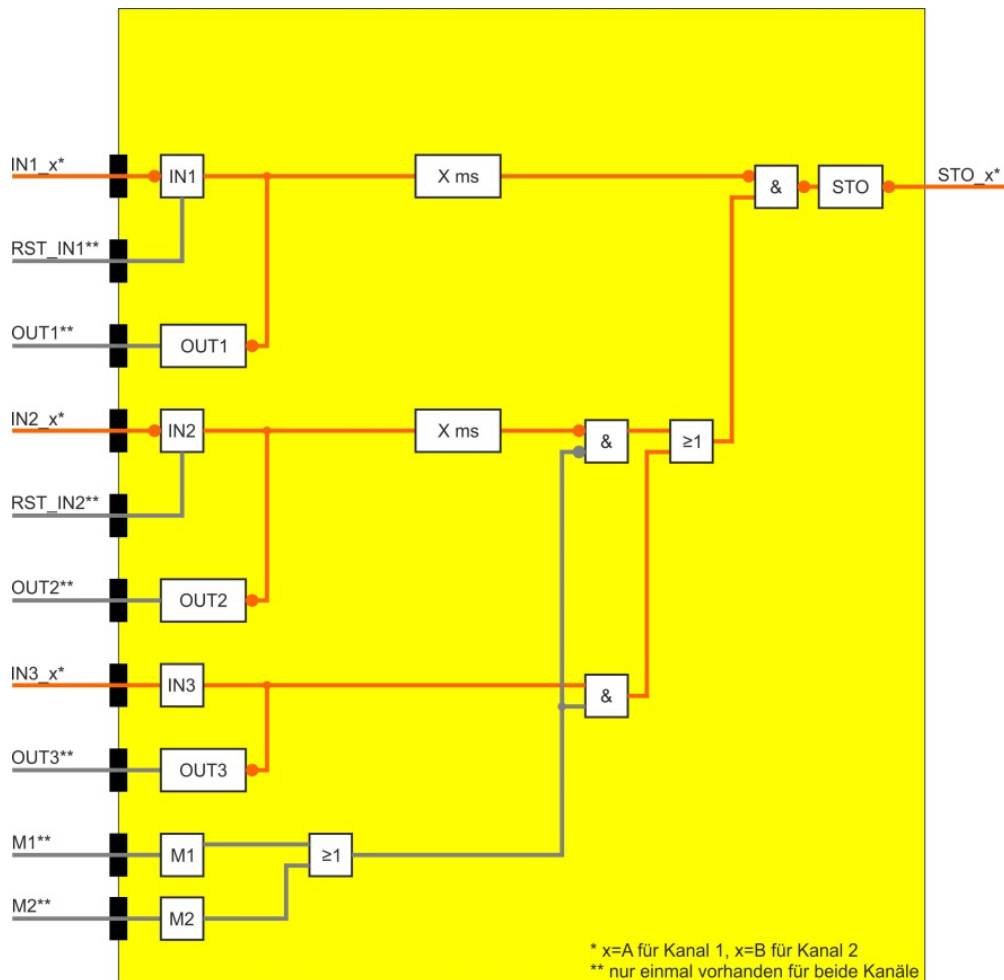 IN1_x*
IN1
X ms
&
STO
STO_x*
RST_IN1**
OUT1**
OUT1
IN2_x*
IN2
X ms
&
≥1
RST_IN2**
OUT2**
OUT2
IN3_x*
IN3
&
OUT3**
OUT3
M1**
M1
≥1
M2**
M2
* x=A für Kanal 1, x=B für Kanal 2
** nur einmal vorhanden für beide Kanäle